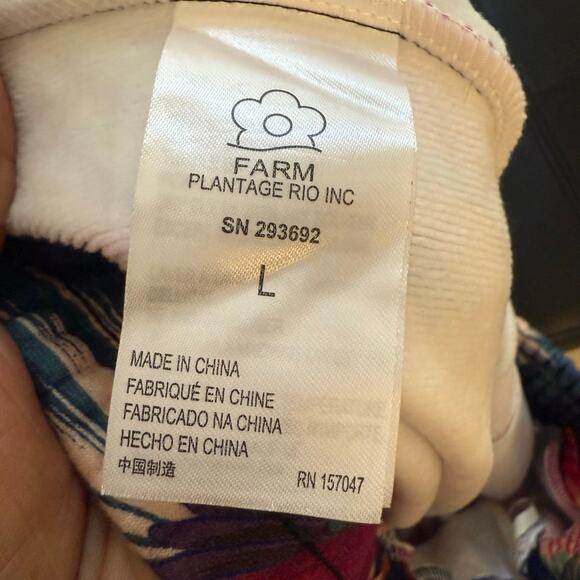 FARM
PLANTAGE RIO INC
SN 293692
L
MADE IN CHINA
FABRIQUÉ EN CHINE
FABRICADO NA CHINA
HECHO EN CHINA
中国制造
RN 157047